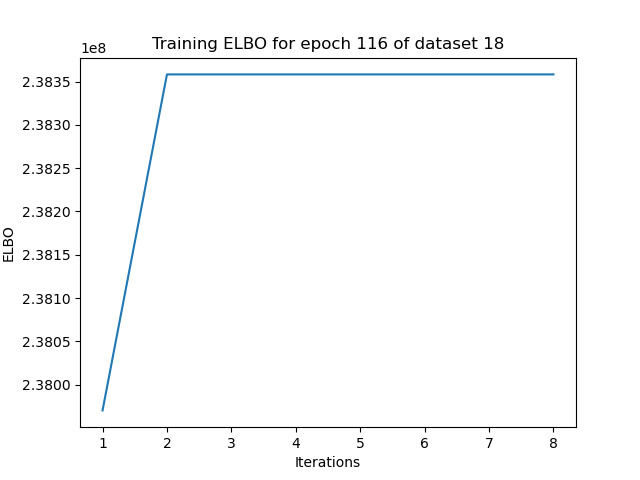 Training ELBO for epoch 116 of dataset 18
1e8
2.3835
2.3830
2.3825
2.3820
2.3815
2.3810
2.3805
2.3800
ELBO
1 2 3 4 5 6 7 8
Iterations